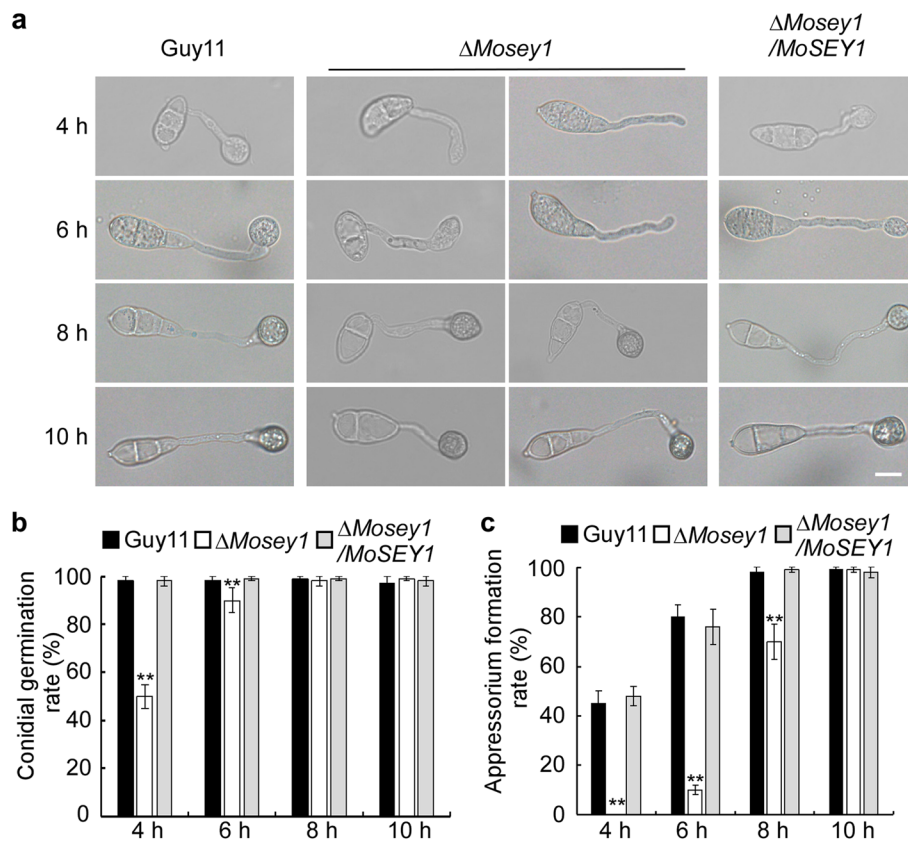 a
Guy11
ΔMosey1
ΔMosey1
/MoSEY1
4 h
6 h
8 h
10 h
b
Guy11 ΔMosey1 ΔMosey1
/MoSEY1
Conidial germination
rate (%)
100
80
60
40
20
0
**
**
4 h 6 h 8 h 10 h
c
Guy11 ΔMosey1 ΔMosey1
/MoSEY1
Appressorium formation
rate (%)
100
80
60
40
20
0
**
**
**
4 h 6 h 8 h 10 h